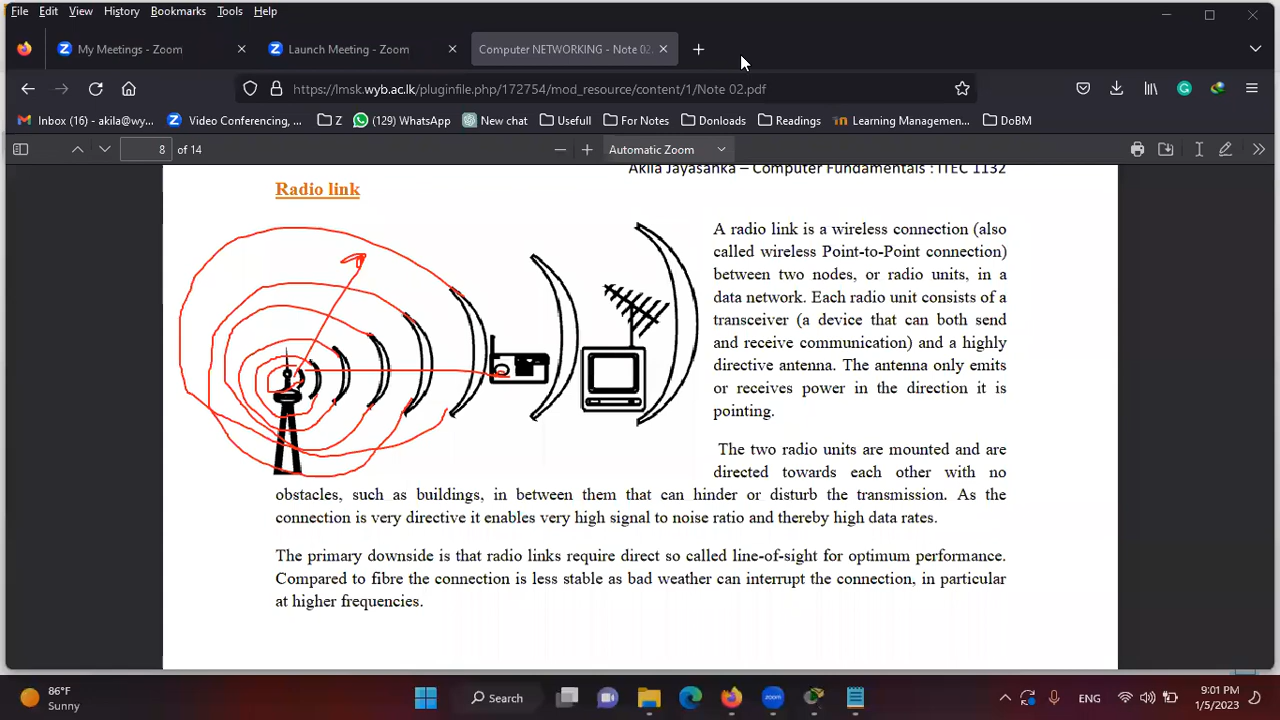 File Edit View History Bookmarks Tools Help
My Meetings - Zoom Launch Meeting - Zoom Computer NETWORKING - Note 02.
https://lmsk.wyb.ac.lk/pluginfile.php/172754/mod_resource/content/1/Note 02.pdf
Inbox (16) - akila@wy... Video Conferencing, ... Z (129) WhatsApp New chat Usefull For Notes Donloads Readings Learning Managemen... DoBM
8 of 14 Automatic Zoom
Akila Jayasanka – Computer Fundamentals : ITEC 1132
Radio link
A radio link is a wireless connection (also
called wireless Point-to-Point connection)
between two nodes, or radio units, in a
data network. Each radio unit consists of a
transceiver (a device that can both send
and receive communication) and a highly
directive antenna. The antenna only emits
or receives power in the direction it is
pointing.
The two radio units are mounted and are
directed towards each other with no
obstacles, such as buildings, in between them that can hinder or disturb the transmission. As the
connection is very directive it enables very high signal to noise ratio and thereby high data rates.
The primary downside is that radio links require direct so called line-of-sight for optimum performance.
Compared to fibre the connection is less stable as bad weather can interrupt the connection, in particular
at higher frequencies.
86°F
Sunny
Search
zoom
ENG
9:01 PM
1/5/2023